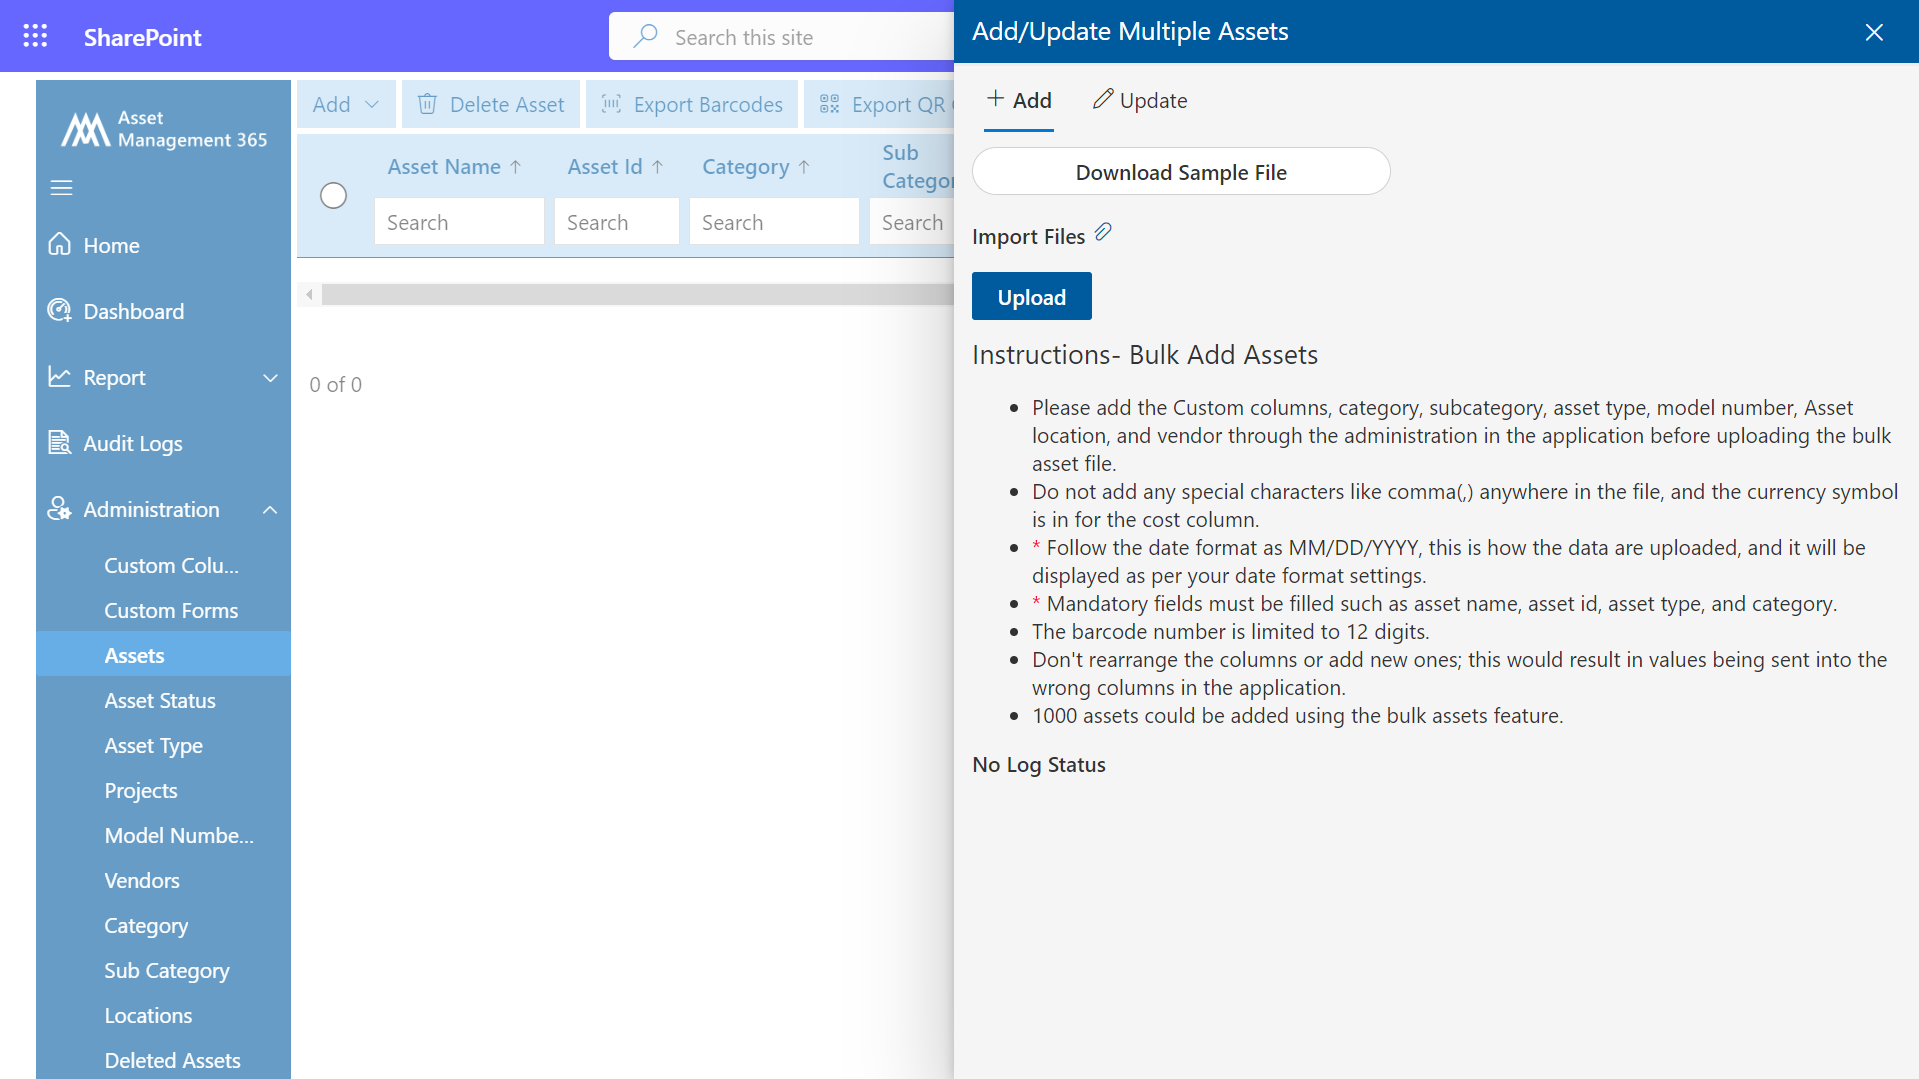 SharePoint
Search this site
Asset
Management 365
Home
Dashboard
Report
Audit Logs
Administration
Custom Colu...
Custom Forms
Assets
Asset Status
Asset Type
Projects
Model Numbe...
Vendors
Category
Sub Category
Locations
Deleted Assets
Add
Delete Asset
Export Barcodes
Export QR
Asset Name
Asset Id
Category
Sub
Categor
Search
Search
Search
Search
0 of 0
Add/Update Multiple Assets
Add
Update
Download Sample File
Import Files
Upload
Instructions- Bulk Add Assets
Please add the Custom columns, category, subcategory, asset type, model number, Asset
location, and vendor through the administration in the application before uploading the bulk
asset file.
Do not add any special characters like comma(,) anywhere in the file, and the currency symbol
is in for the cost column.
* Follow the date format as MM/DD/YYYY, this is how the data are uploaded, and it will be
displayed as per your date format settings.
* Mandatory fields must be filled such as asset name, asset id, asset type, and category.
The barcode number is limited to 12 digits.
Don't rearrange the columns or add new ones; this would result in values being sent into the
wrong columns in the application.
1000 assets could be added using the bulk assets feature.
No Log Status